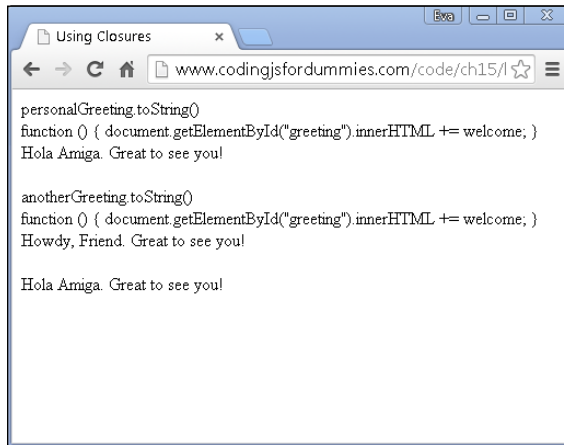 Eva
Using Closures
www.codingjsfordummies.com/code/ch15/
personalGreeting.toString()
function () { document.getElementById("greeting").innerHTML += welcome; }
Hola Amiga. Great to see you!
anotherGreeting.toString()
function () { document.getElementById("greeting").innerHTML += welcome; }
Howdy, Friend. Great to see you!
Hola Amiga. Great to see you!